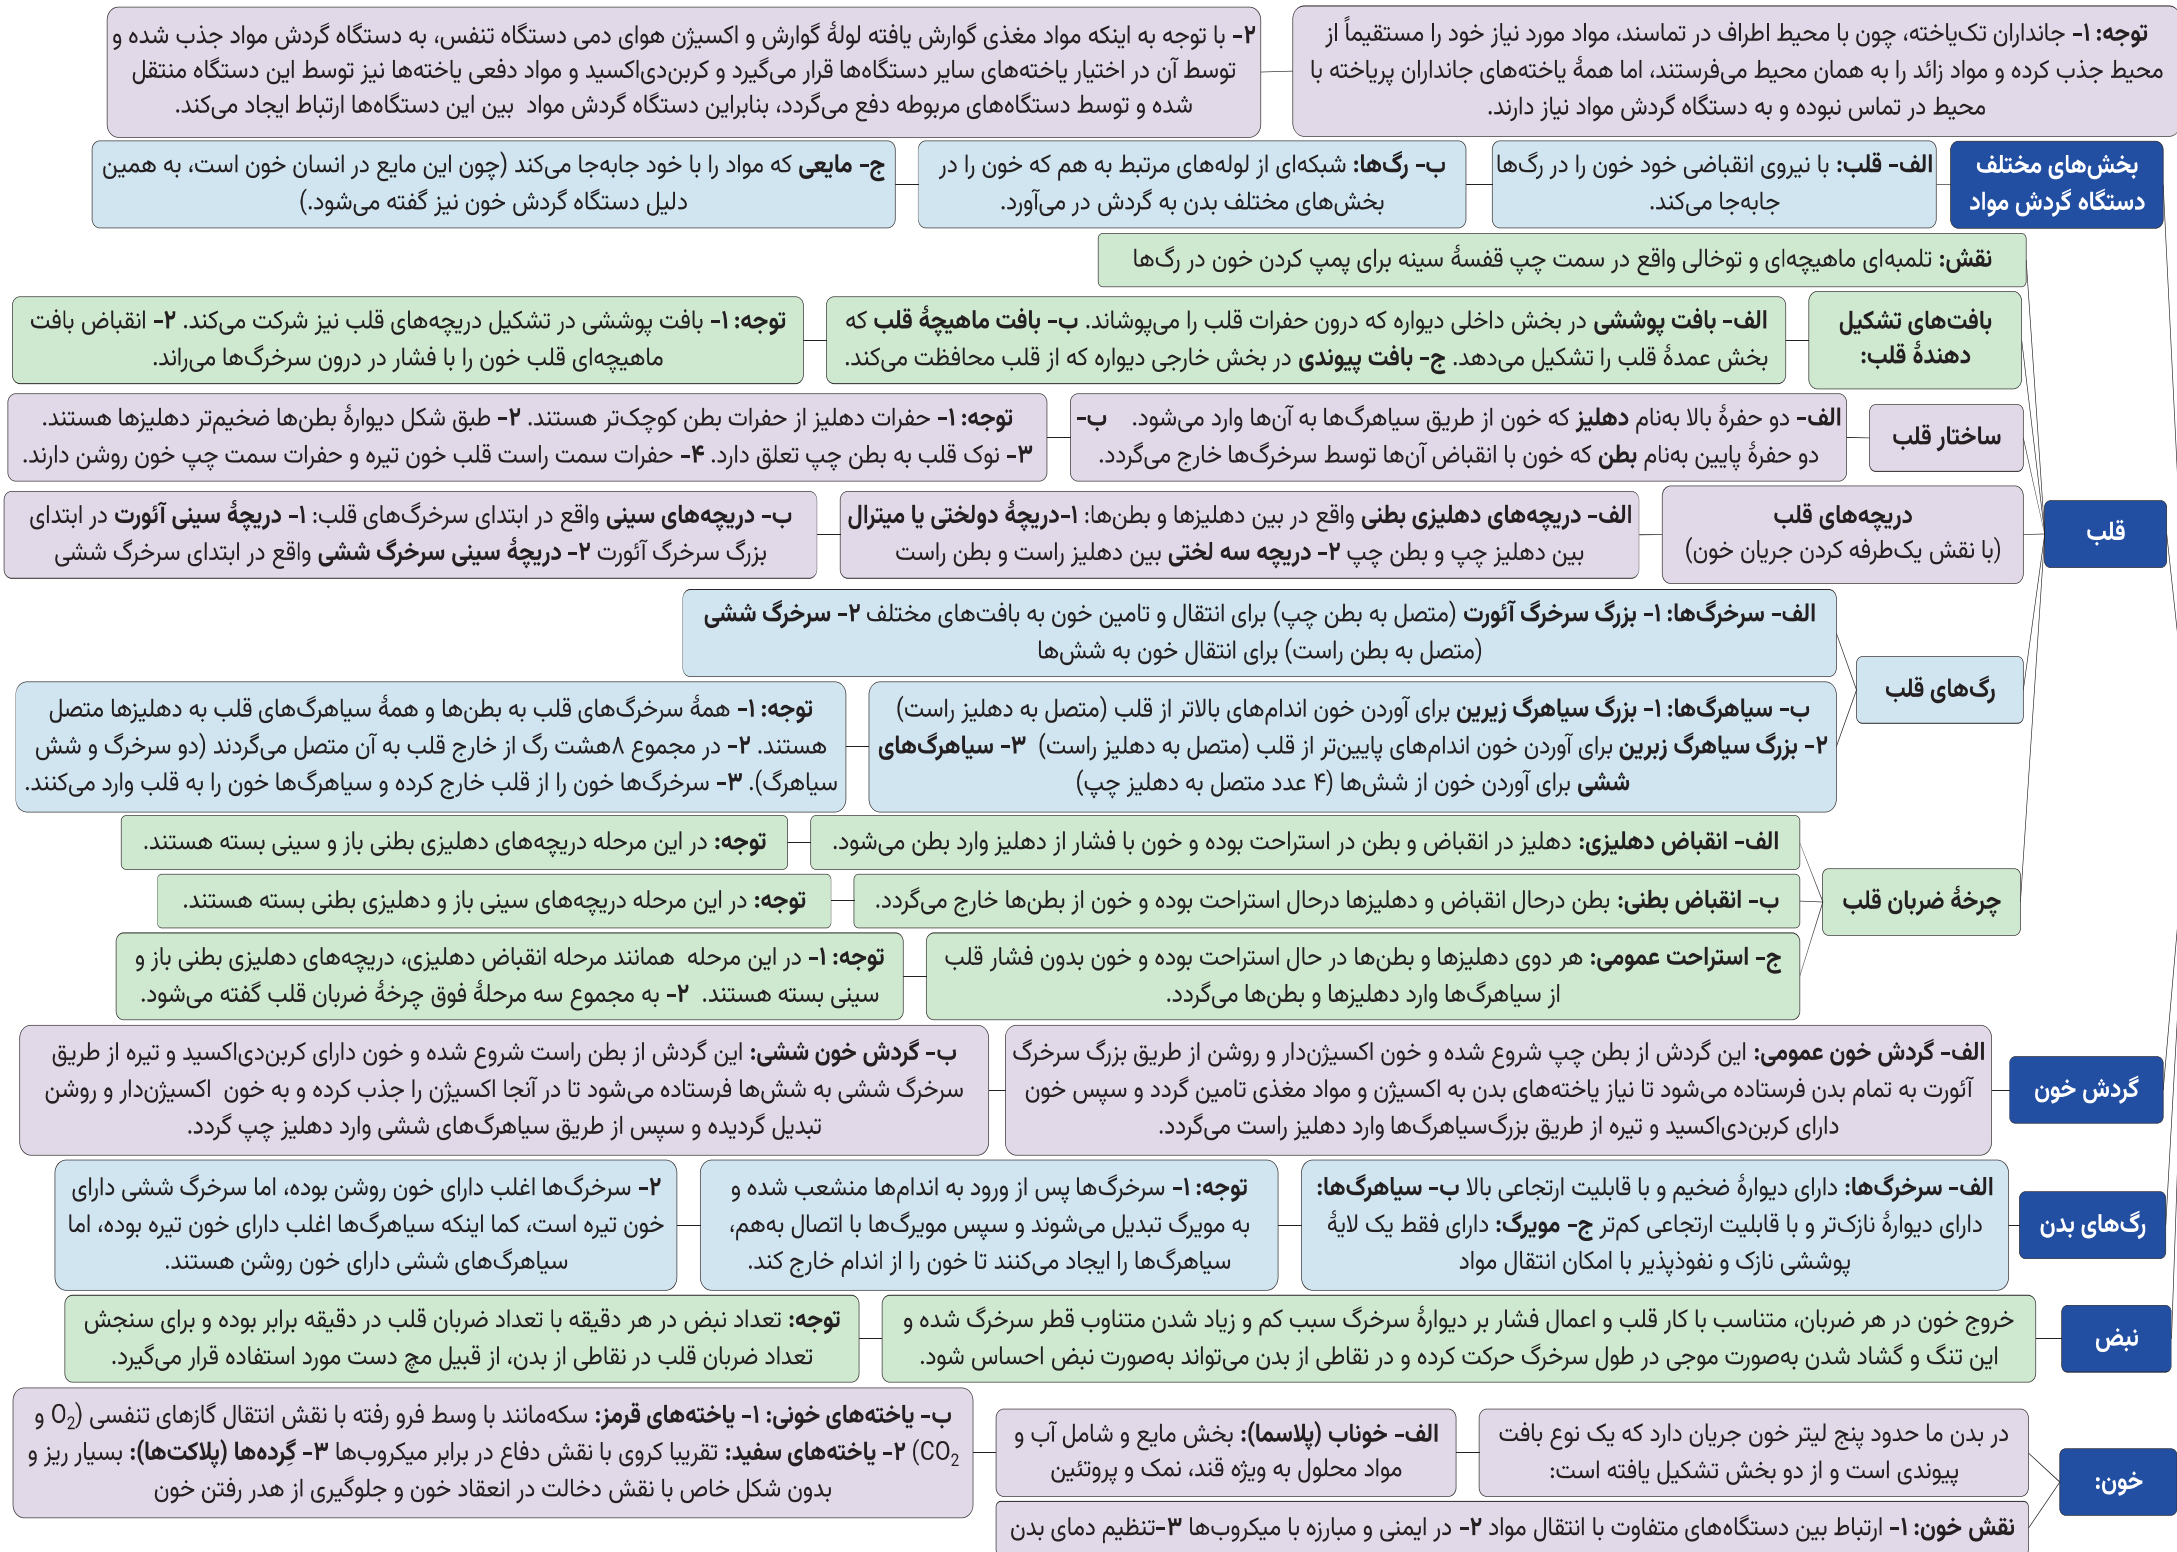 توجه: ۱- جانداران تک‌یاخته، چون با محیط اطراف در تماسند، مواد مورد نیاز خود را مستقیماً از
محیط جذب کرده و مواد زائد را به همان محیط می‌فرستند، اما همهٔ یاخته‌های جانداران پریاخته با
محیط در تماس نبوده و به دستگاه گردش مواد نیاز دارند.
۲- با توجه به اینکه مواد مغذی گوارش یافته لولهٔ گوارش و اکسیژن هوای دمی دستگاه تنفس، به دستگاه گردش مواد جذب شده و
توسط آن در اختیار یاخته‌های سایر دستگاه‌ها قرار می‌گیرد و کربن‌دی‌اکسید و مواد دفعی یاخته‌ها نیز توسط این دستگاه منتقل
شده و توسط دستگاه‌های مربوطه دفع می‌گردد، بنابراین دستگاه گردش مواد بین این دستگاه‌ها ارتباط ایجاد می‌کند.
بخش‌های مختلف
دستگاه گردش مواد
الف- قلب: با نیروی انقباضی خود خون را در رگ‌ها
جابه‌جا می‌کند.
ب- رگ‌ها: شبکه‌ای از لوله‌های مرتبط به هم که خون را در
بخش‌های مختلف بدن به گردش در می‌آورد.
ج- مایعی که مواد را با خود جابه‌جا می‌کند (چون این مایع در انسان خون است، به همین
دلیل دستگاه گردش خون نیز گفته می‌شود.)
قلب
نقش: تلمبه‌ای ماهیچه‌ای و توخالی واقع در سمت چپ قفسهٔ سینه برای پمپ کردن خون در رگ‌ها
بافت‌های تشکیل
دهندهٔ قلب:
الف- بافت پوششی در بخش داخلی دیواره که درون حفرات قلب را می‌پوشاند. ب- بافت ماهیچهٔ قلب که
بخش عمدهٔ قلب را تشکیل می‌دهد. ج- بافت پیوندی در بخش خارجی دیواره که از قلب محافظت می‌کند.
توجه: ۱- بافت پوششی در تشکیل دریچه‌های قلب نیز شرکت می‌کند. ۲- انقباض بافت
ماهیچه‌ای قلب خون را با فشار در درون سرخرگ‌ها می‌راند.
ساختار قلب
الف- دو حفرهٔ بالا به‌نام دهلیز که خون از طریق سیاهرگ‌ها به آن‌ها وارد می‌شود. ب-
دو حفرهٔ پایین به‌نام بطن که خون با انقباض آن‌ها توسط سرخرگ‌ها خارج می‌گردد.
توجه: ۱- حفرات دهلیز از حفرات بطن کوچک‌تر هستند. ۲- طبق شکل دیوارهٔ بطن‌ها ضخیم‌تر دهلیزها هستند.
۳- نوک قلب به بطن چپ تعلق دارد. ۴- حفرات سمت راست قلب خون تیره و حفرات سمت چپ خون روشن دارند.
دریچه‌های قلب
(با نقش یک‌طرفه کردن جریان خون)
الف- دریچه‌های دهلیزی بطنی واقع در بین دهلیزها و بطن‌ها: ۱-دریچهٔ دولختی یا میترال
بین دهلیز چپ و بطن چپ ۲- دریچه سه لختی بین دهلیز راست و بطن راست
ب- دریچه‌های سینی واقع در ابتدای سرخرگ‌های قلب: ۱- دریچهٔ سینی آئورت در ابتدای
بزرگ سرخرگ آئورت ۲- دریچهٔ سینی سرخرگ ششی واقع در ابتدای سرخرگ ششی
رگ‌های قلب
الف- سرخرگ‌ها: ۱- بزرگ سرخرگ آئورت (متصل به بطن چپ) برای انتقال و تامین خون به بافت‌های مختلف ۲- سرخرگ ششی
(متصل به بطن راست) برای انتقال خون به شش‌ها
ب- سیاهرگ‌ها: ۱- بزرگ سیاهرگ زیرین برای آوردن خون اندام‌های بالاتر از قلب (متصل به دهلیز راست)
۲- بزرگ سیاهرگ زبرین برای آوردن خون اندام‌های پایین‌تر از قلب (متصل به دهلیز راست) ۳- سیاهرگ‌های
ششی برای آوردن خون از شش‌ها (۴ عدد متصل به دهلیز چپ)
توجه: ۱- همهٔ سرخرگ‌های قلب به بطن‌ها و همهٔ سیاهرگ‌های قلب به دهلیزها متصل
هستند. ۲- در مجموع ۸هشت رگ از خارج قلب به آن متصل می‌گردند (دو سرخرگ و شش
سیاهرگ). ۳- سرخرگ‌ها خون را از قلب خارج کرده و سیاهرگ‌ها خون را به قلب وارد می‌کنند.
چرخهٔ ضربان قلب
الف- انقباض دهلیزی: دهلیز در انقباض و بطن در استراحت بوده و خون با فشار از دهلیز وارد بطن می‌شود.
توجه: در این مرحله دریچه‌های دهلیزی بطنی باز و سینی بسته هستند.
ب- انقباض بطنی: بطن درحال انقباض و دهلیزها درحال استراحت بوده و خون از بطن‌ها خارج می‌گردد.
توجه: در این مرحله دریچه‌های سینی باز و دهلیزی بطنی بسته هستند.
ج- استراحت عمومی: هر دوی دهلیزها و بطن‌ها در حال استراحت بوده و خون بدون فشار قلب
از سیاهرگ‌ها وارد دهلیزها و بطن‌ها می‌گردد.
توجه: ۱- در این مرحله همانند مرحله انقباض دهلیزی، دریچه‌های دهلیزی بطنی باز و
سینی بسته هستند. ۲- به مجموع سه مرحلهٔ فوق چرخهٔ ضربان قلب گفته می‌شود.
گردش خون
الف- گردش خون عمومی: این گردش از بطن چپ شروع شده و خون اکسیژن‌دار و روشن از طریق بزرگ سرخرگ
آئورت به تمام بدن فرستاده می‌شود تا نیاز یاخته‌های بدن به اکسیژن و مواد مغذی تامین گردد و سپس خون
دارای کربن‌دی‌اکسید و تیره از طریق بزرگ‌سیاهرگ‌ها وارد دهلیز راست می‌گردد.
ب- گردش خون ششی: این گردش از بطن راست شروع شده و خون دارای کربن‌دی‌اکسید و تیره از طریق
سرخرگ ششی به شش‌ها فرستاده می‌شود تا در آنجا اکسیژن را جذب کرده و به خون اکسیژن‌دار و روشن
تبدیل گردیده و سپس از طریق سیاهرگ‌های ششی وارد دهلیز چپ گردد.
رگ‌های بدن
الف- سرخرگ‌ها: دارای دیوارهٔ ضخیم و با قابلیت ارتجاعی بالا ب- سیاهرگ‌ها:
دارای دیوارهٔ نازک‌تر و با قابلیت ارتجاعی کم‌تر ج- مویرگ: دارای فقط یک لایهٔ
پوششی نازک و نفوذپذیر با امکان انتقال مواد
توجه: ۱- سرخرگ‌ها پس از ورود به اندام‌ها منشعب شده و
به مویرگ تبدیل می‌شوند و سپس مویرگ‌ها با اتصال به‌هم،
سیاهرگ‌ها را ایجاد می‌کنند تا خون را از اندام خارج کند.
۲- سرخرگ‌ها اغلب دارای خون روشن بوده، اما سرخرگ ششی دارای
خون تیره است، کما اینکه سیاهرگ‌ها اغلب دارای خون تیره بوده، اما
سیاهرگ‌های ششی دارای خون روشن هستند.
نبض
خروج خون در هر ضربان، متناسب با کار قلب و اعمال فشار بر دیوارهٔ سرخرگ سبب کم و زیاد شدن متناوب قطر سرخرگ شده و
این تنگ و گشاد شدن به‌صورت موجی در طول سرخرگ حرکت کرده و در نقاطی از بدن می‌تواند به‌صورت نبض احساس شود.
توجه: تعداد نبض در هر دقیقه با تعداد ضربان قلب در دقیقه برابر بوده و برای سنجش
تعداد ضربان قلب در نقاطی از بدن، از قبیل مچ دست مورد استفاده قرار می‌گیرد.
خون:
در بدن ما حدود پنج لیتر خون جریان دارد که یک نوع بافت
پیوندی است و از دو بخش تشکیل یافته است:
الف- خوناب (پلاسما): بخش مایع و شامل آب و
مواد محلول به ویژه قند، نمک و پروتئین
ب- یاخته‌های خونی: ۱- یاخته‌های قرمز: سکه‌مانند با وسط فرو رفته با نقش انتقال گازهای تنفسی (O₂ و
CO₂) ۲- یاخته‌های سفید: تقریبا کروی با نقش دفاع در برابر میکروب‌ها ۳- گِرده‌ها (پلاکت‌ها): بسیار ریز و
بدون شکل خاص با نقش دخالت در انعقاد خون و جلوگیری از هدر رفتن خون
نقش خون: ۱- ارتباط بین دستگاه‌های متفاوت با انتقال مواد ۲- در ایمنی و مبارزه با میکروب‌ها ۳-تنظیم دمای بدن